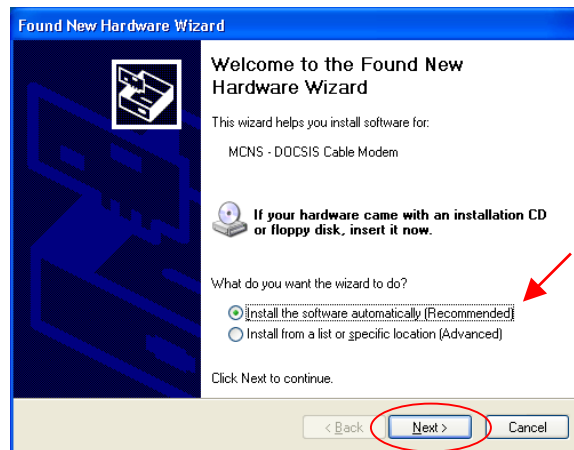 Found New Hardware Wizard
Welcome to the Found New
Hardware Wizard
This wizard helps you install software for:
MCNS - DOCSIS Cable Modem
If your hardware came with an installation CD
or floppy disk, insert it now.
What do you want the wizard to do?
Install the software automatically (Recommended)
Install from a list or specific location (Advanced)
Click Next to continue.
< Back Next > Cancel